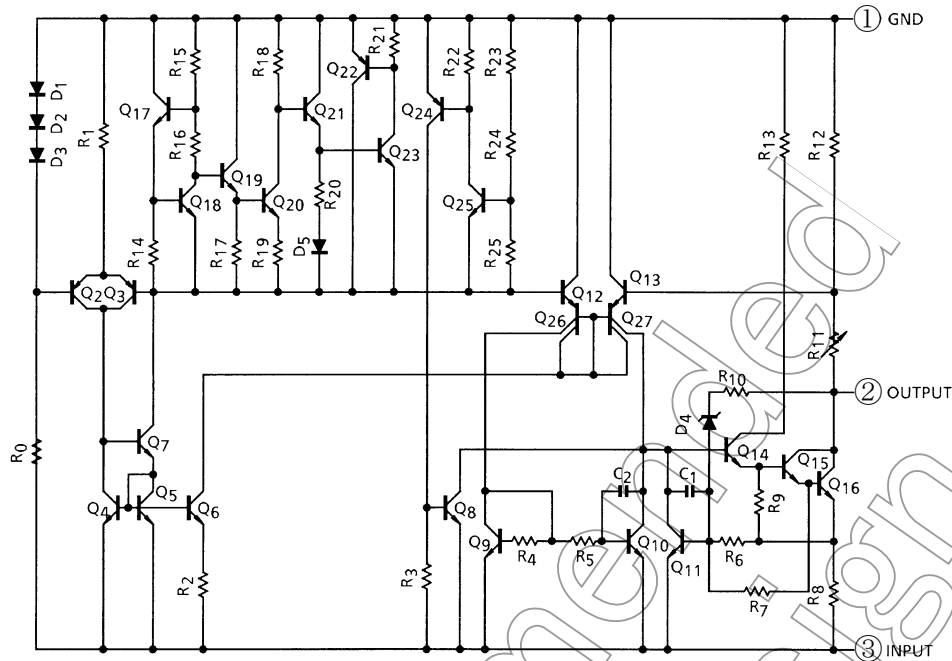 ① GND
R15
R18
R21
R22
R23
Q22
D1
D2
D3
R1
Q17
Q21
Q24
R16
R24
R13
R12
Q23
Q19
R20
Q18
Q20
Q25
R14
R17
R19
D5
R25
Q2
Q3
Q12
Q13
Q26
Q27
R11
R10
② OUTPUT
D4
Q7
Q14
Q15
R0
Q4
Q5
Q6
Q8
C2
C1
R9
Q16
Q9
R4
R5
Q10
Q11
R6
R2
R3
R7
R8
③ INPUT